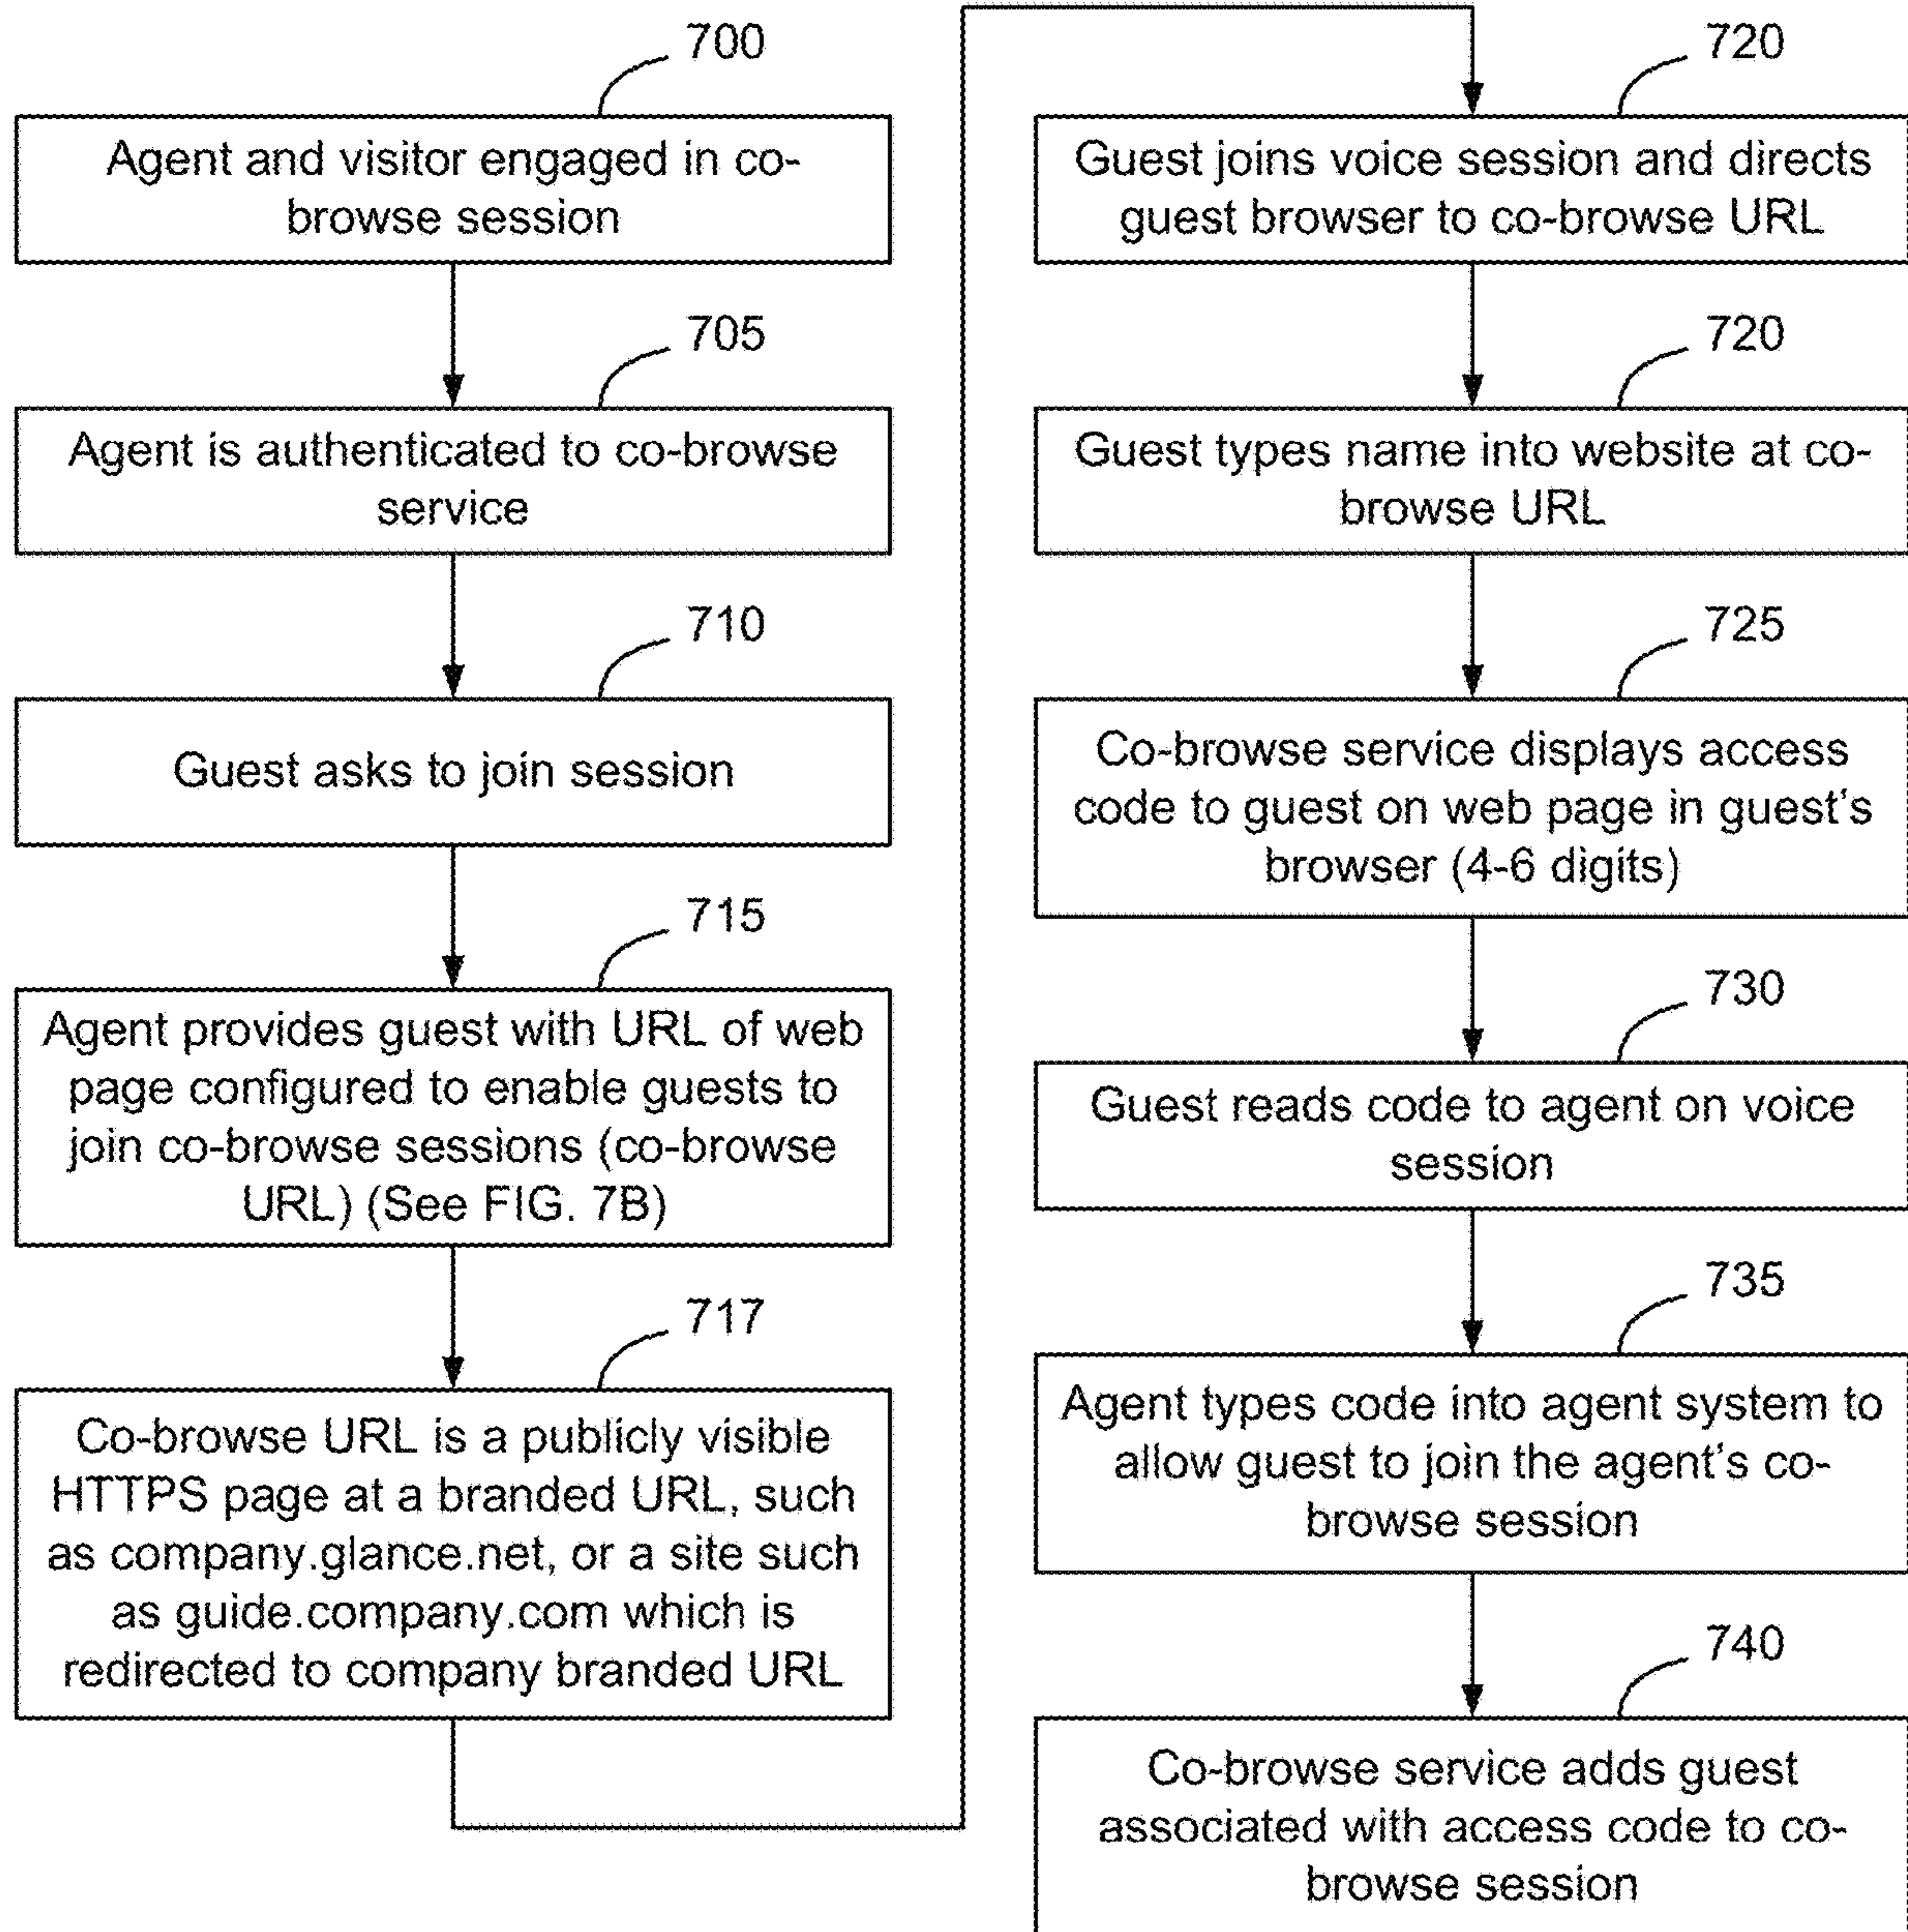 700
Agent and visitor engaged in co-
browse session
705
Agent is authenticated to co-browse
service
710
Guest asks to join session
715
Agent provides guest with URL of web
page configured to enable guests to
join co-browse sessions (co-browse
URL) (See FIG. 7B)
717
Co-browse URL is a publicly visible
HTTPS page at a branded URL, such
as company.glance.net, or a site such
as guide.company.com which is
redirected to company branded URL
720
Guest joins voice session and directs
guest browser to co-browse URL
720
Guest types name into website at co-
browse URL
725
Co-browse service displays access
code to guest on web page in guest's
browser (4-6 digits)
730
Guest reads code to agent on voice
session
735
Agent types code into agent system to
allow guest to join the agent's co-
browse session
740
Co-browse service adds guest
associated with access code to co-
browse session